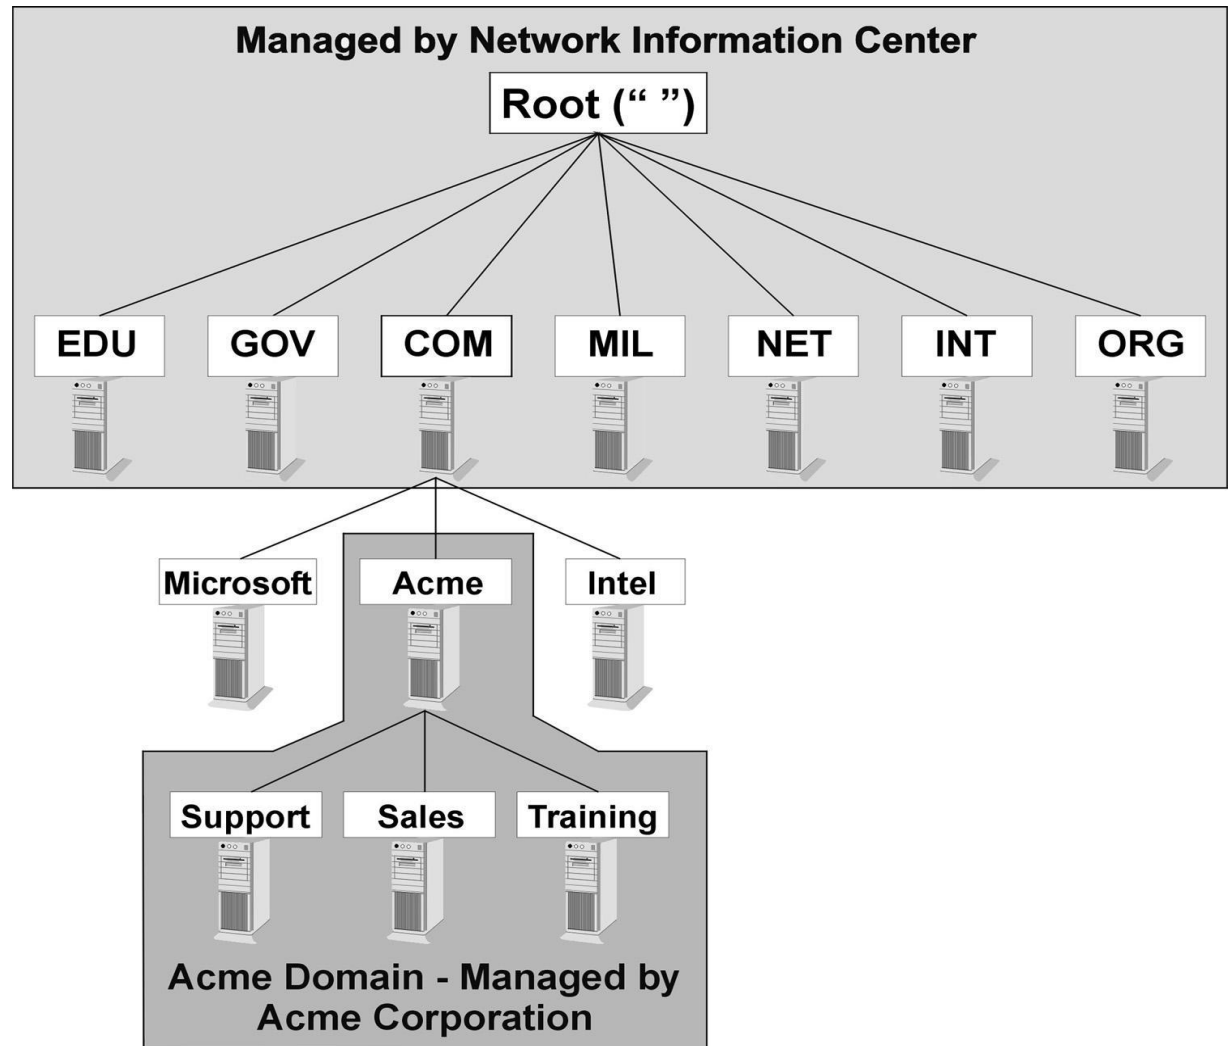 Managed by Network Information Center
Root (“ ”)
EDU
GOV
COM
MIL
NET
INT
ORG
Microsoft
Acme
Intel
Support
Sales
Training
Acme Domain - Managed by
Acme Corporation